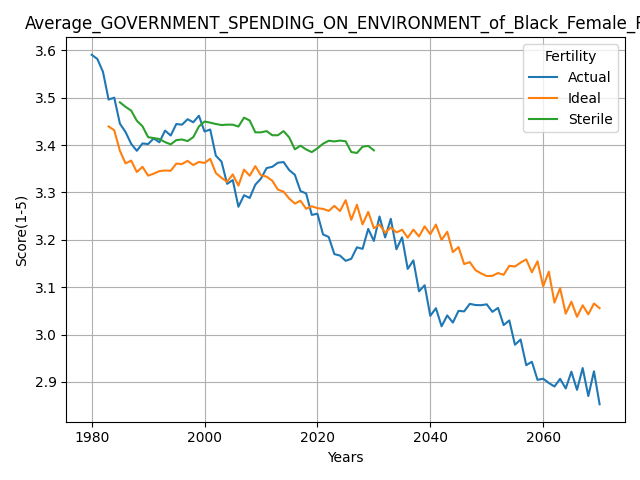 Average_GOVERNMENT_SPENDING_ON_ENVIRONMENT_of_Black_Female_
Fertility
Actual
Ideal
Sterile
Score(1-5)
3.6
3.5
3.4
3.3
3.2
3.1
3.0
2.9
1980
2000
2020
2040
2060
Years